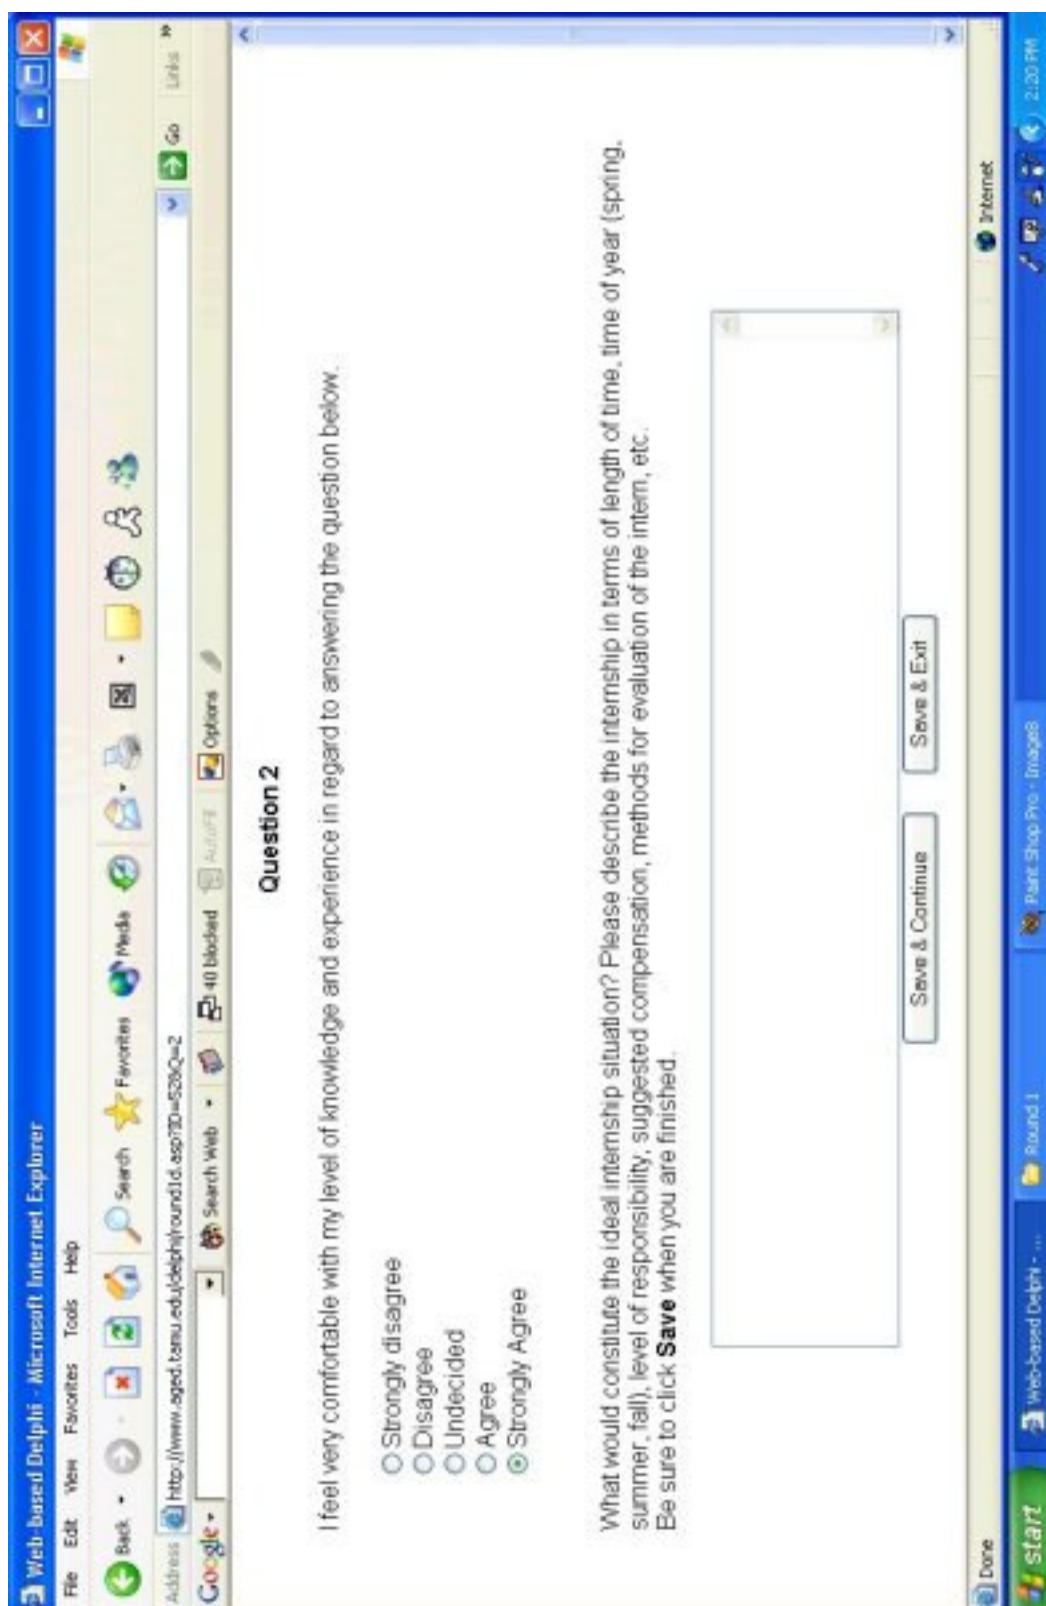 Web-based Delphi - Microsoft Internet Explorer
File Edit View Favorites Tools Help
Back Search Favorites Media
Address http://www.aged.tamu.edu/delphi/round1d.asp?ID=528&Q=2 Go Links »
Google Search Web 40 blocked AutoFill Options
Question 2
I feel very comfortable with my level of knowledge and experience in regard to answering the question below.
Strongly disagree
Disagree
Undecided
Agree
Strongly Agree
What would constitute the ideal internship situation? Please describe the internship in terms of length of time, time of year (spring,
summer, fall), level of responsibility, suggested compensation, methods for evaluation of the intern, etc.
Be sure to click Save when you are finished.
Save & Continue Save & Exit
Done Internet
start Web-based Delphi - ... Round 1 Paint Shop Pro - Image8 2:20 PM